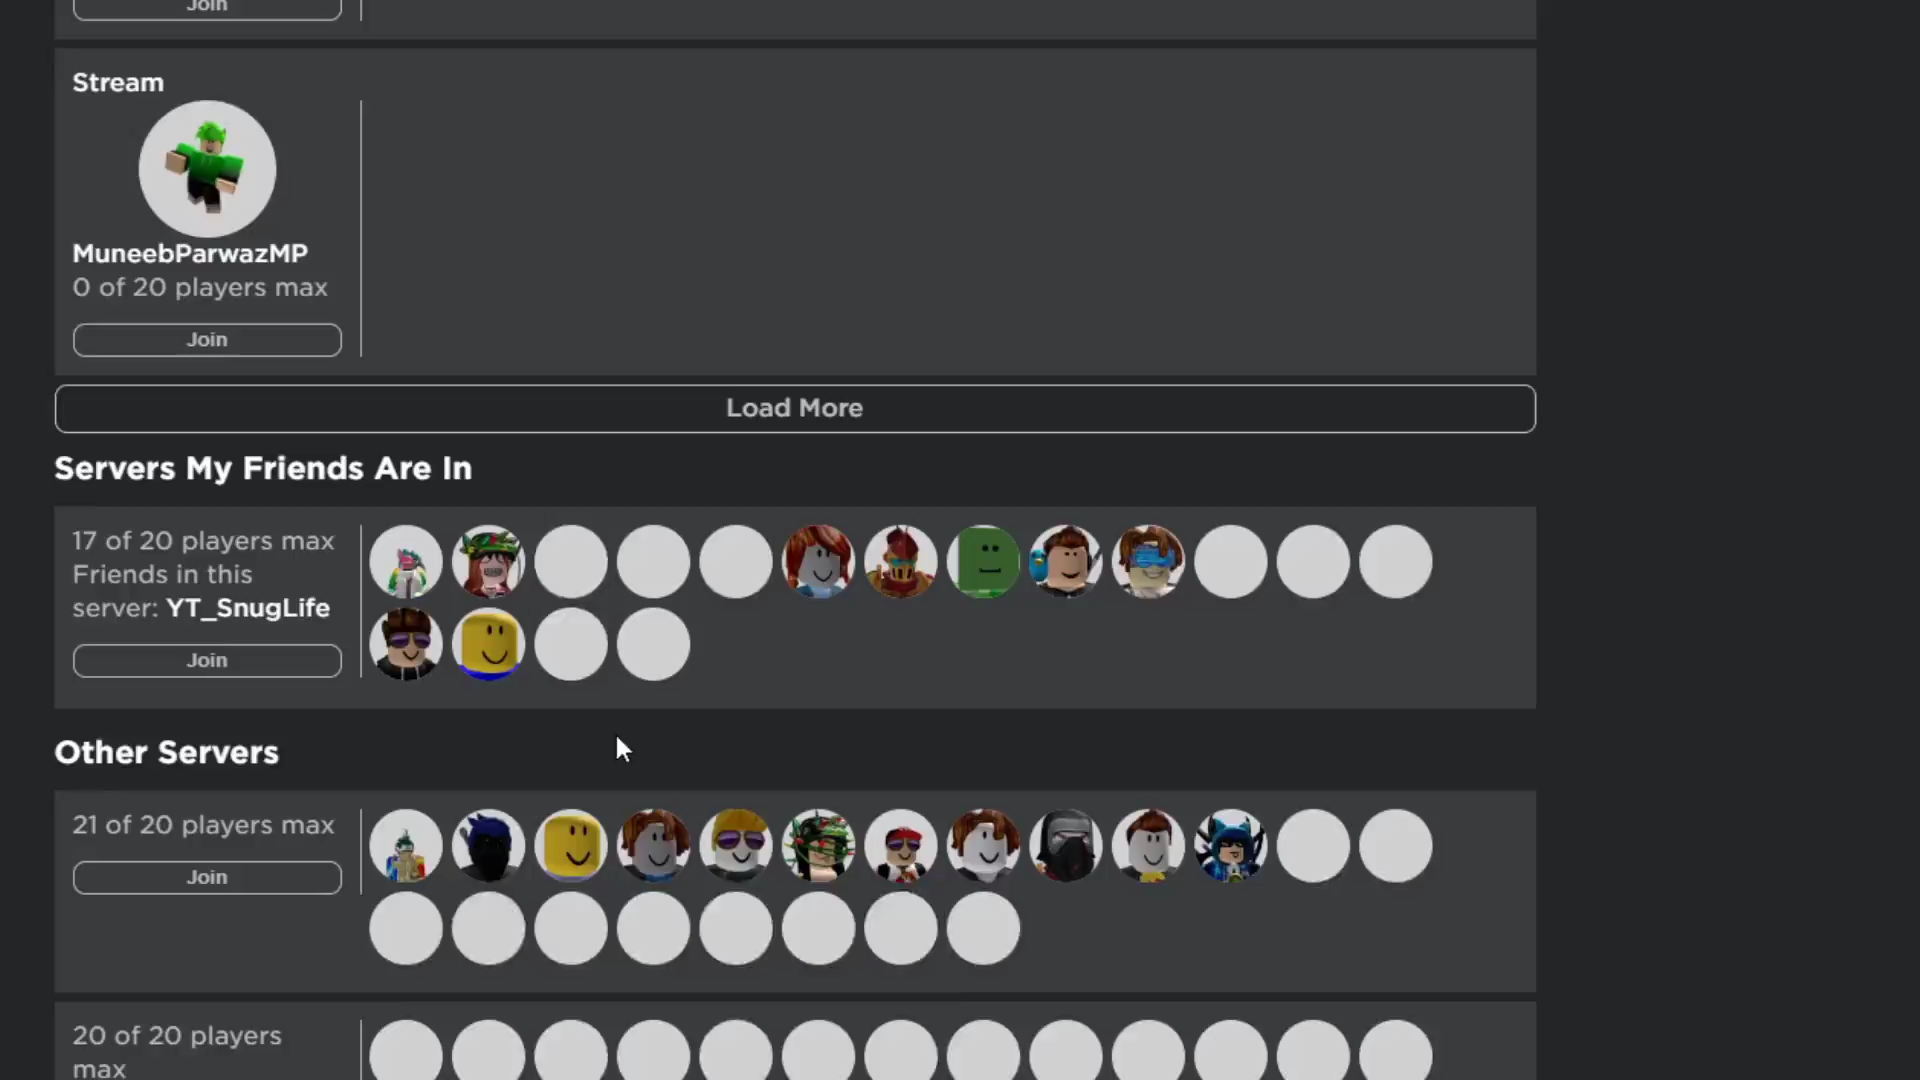 Join
Stream
MuneebParwazMP
0 of 20 players max
Join
Load More
Servers My Friends Are In
17 of 20 players max
Friends in this
server: YT_SnugLife
Join
Other Servers
21 of 20 players max
Join
20 of 20 players
max